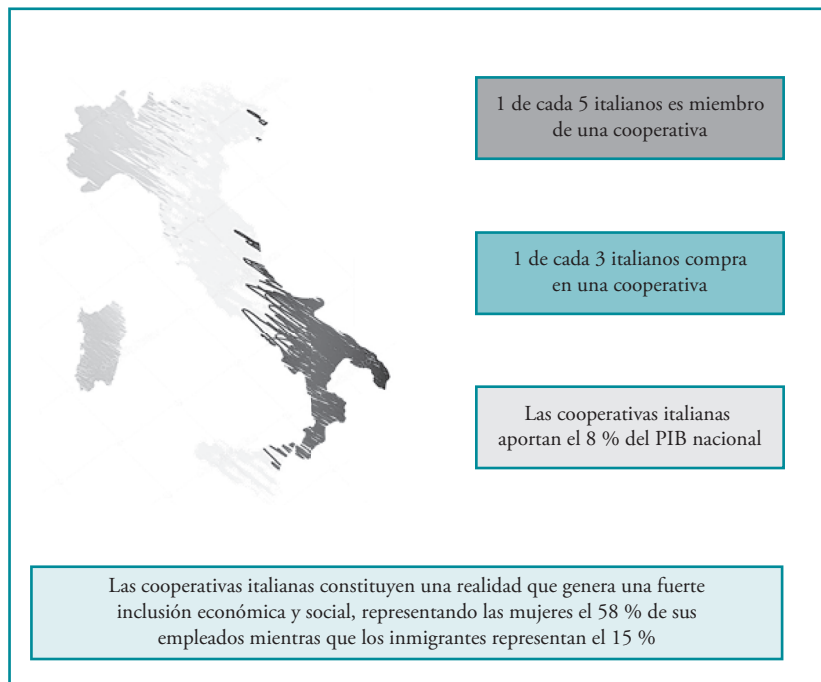 1 de cada 5 italianos es miembro
de una cooperativa
1 de cada 3 italianos compra
en una cooperativa
Las cooperativas italianas
aportan el 8 % del PIB nacional
Las cooperativas italianas constituyen una realidad que genera una fuerte
inclusión económica y social, representando las mujeres el 58 % de sus
empleados mientras que los inmigrantes representan el 15 %